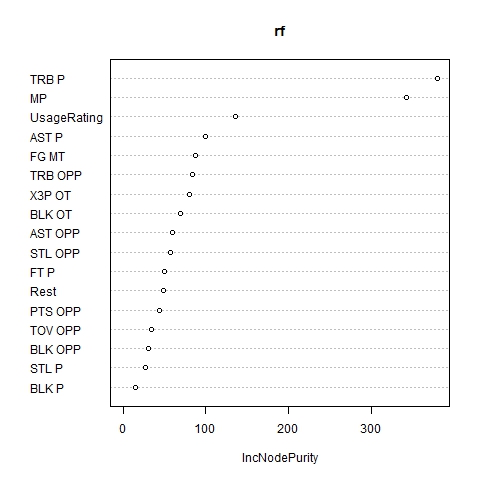 rf
TRB P
MP
UsageRating
AST P
FG MT
TRB OPP
X3P OT
BLK OT
AST OPP
STL OPP
FT P
Rest
PTS OPP
TOV OPP
BLK OPP
STL P
BLK P
0 100 200 300
IncNodePurity